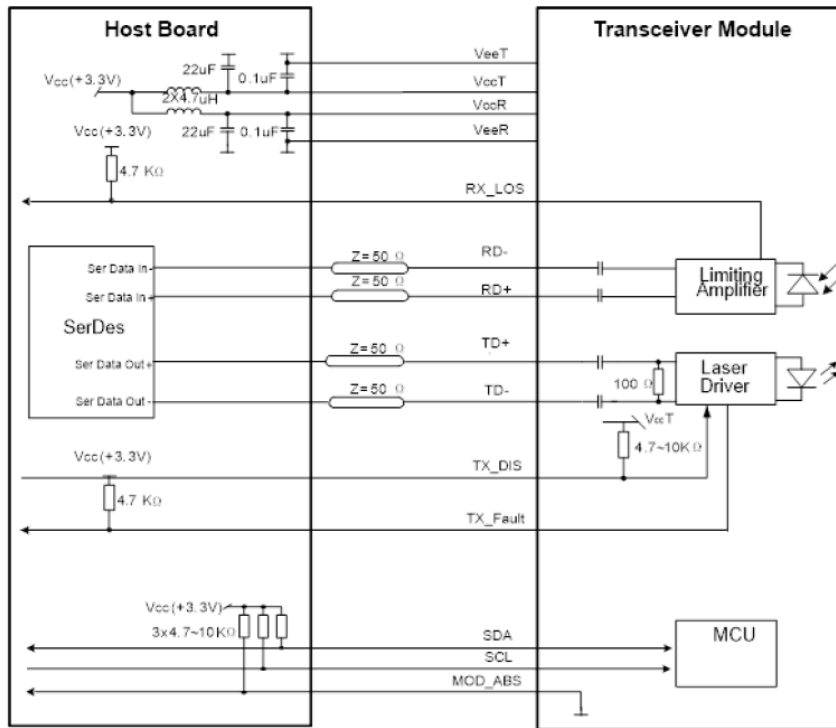 Host Board
Transceiver Module
VeeT
22uF
0.1uF
Vcc(+3.3V)
VccT
2X4.7uH
VccR
Vcc(+3.3V)
22uF
0.1uF
VeeR
4.7 KΩ
RX_LOS
Z=50 Ω
RD-
Ser Data In -
Limiting
Amplifier
Z=50 Ω
Ser Data In +
RD+
SerDes
Z=50 Ω
TD+
Ser Data Out +
Laser
Driver
Z=50 Ω
100 Ω
Ser Data Out -
TD-
VccT
Vcc(+3.3V)
4.7~10KΩ
TX_DIS
4.7 KΩ
TX_Fault
Vcc(+3.3V)
3x4.7~10KΩ
SDA
MCU
SCL
MOD_ABS